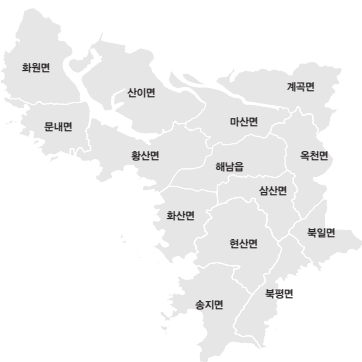 화원면
산이면
계곡면
문내면
마산면
황산면
해남읍
옥천면
삼산면
화산면
현산면
북일면
송지면
북평면